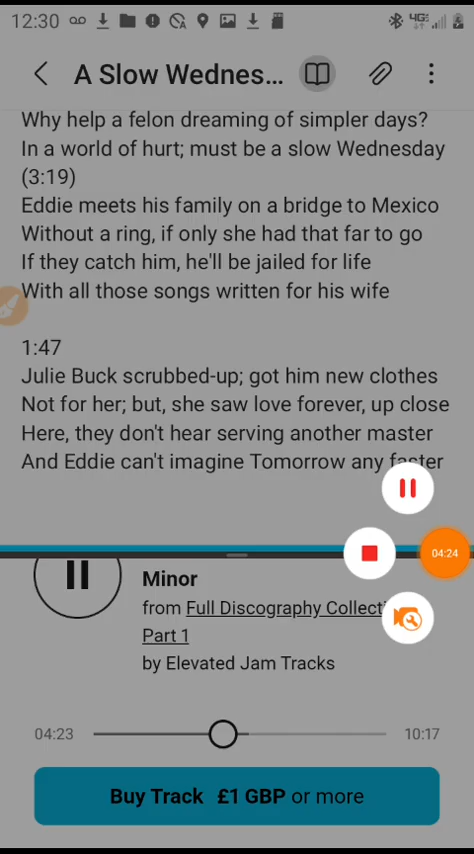 12:30
4GE
A Slow Wednes...
Why help a felon dreaming of simpler days?
In a world of hurt; must be a slow Wednesday
(3:19)
Eddie meets his family on a bridge to Mexico
Without a ring, if only she had that far to go
If they catch him, he'll be jailed for life
With all those songs written for his wife
1:47
Julie Buck scrubbed-up; got him new clothes
Not for her; but, she saw love forever, up close
Here, they don't hear serving another master
And Eddie can't imagine Tomorrow any faster
04:24
Minor
from Full Discography Collecti
Part 1
by Elevated Jam Tracks
04:23
10:17
Buy Track £1 GBP or more